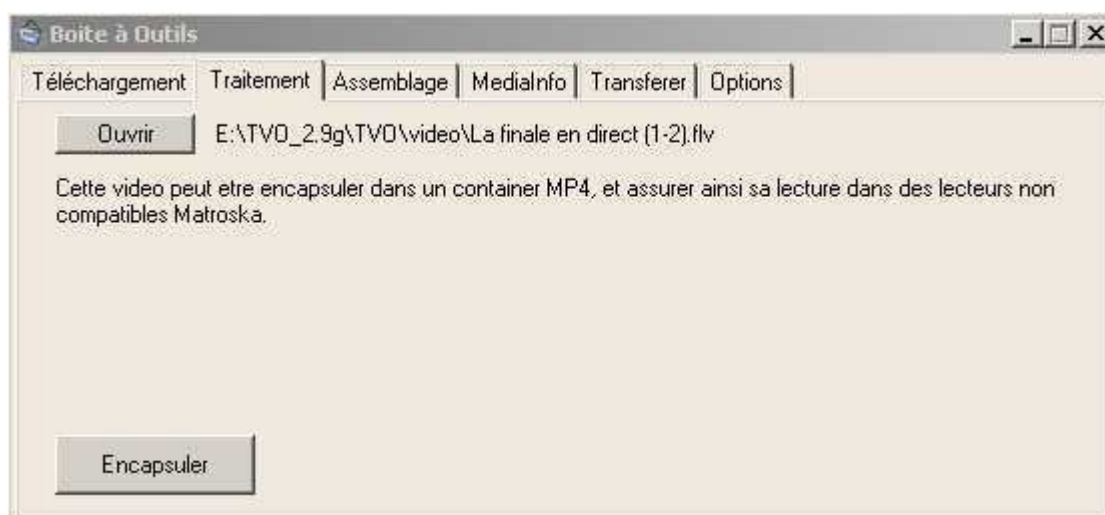 Boite à Outils
Téléchargement Traitement Assemblage MediaInfo Transferer Options
Ouvrir E:\TVO_2.9g\TVO\video\La finale en direct (1-2).flv
Cette video peut etre encapsuler dans un container MP4, et assurer ainsi sa lecture dans des lecteurs non
compatibles Matroska.
Encapsuler